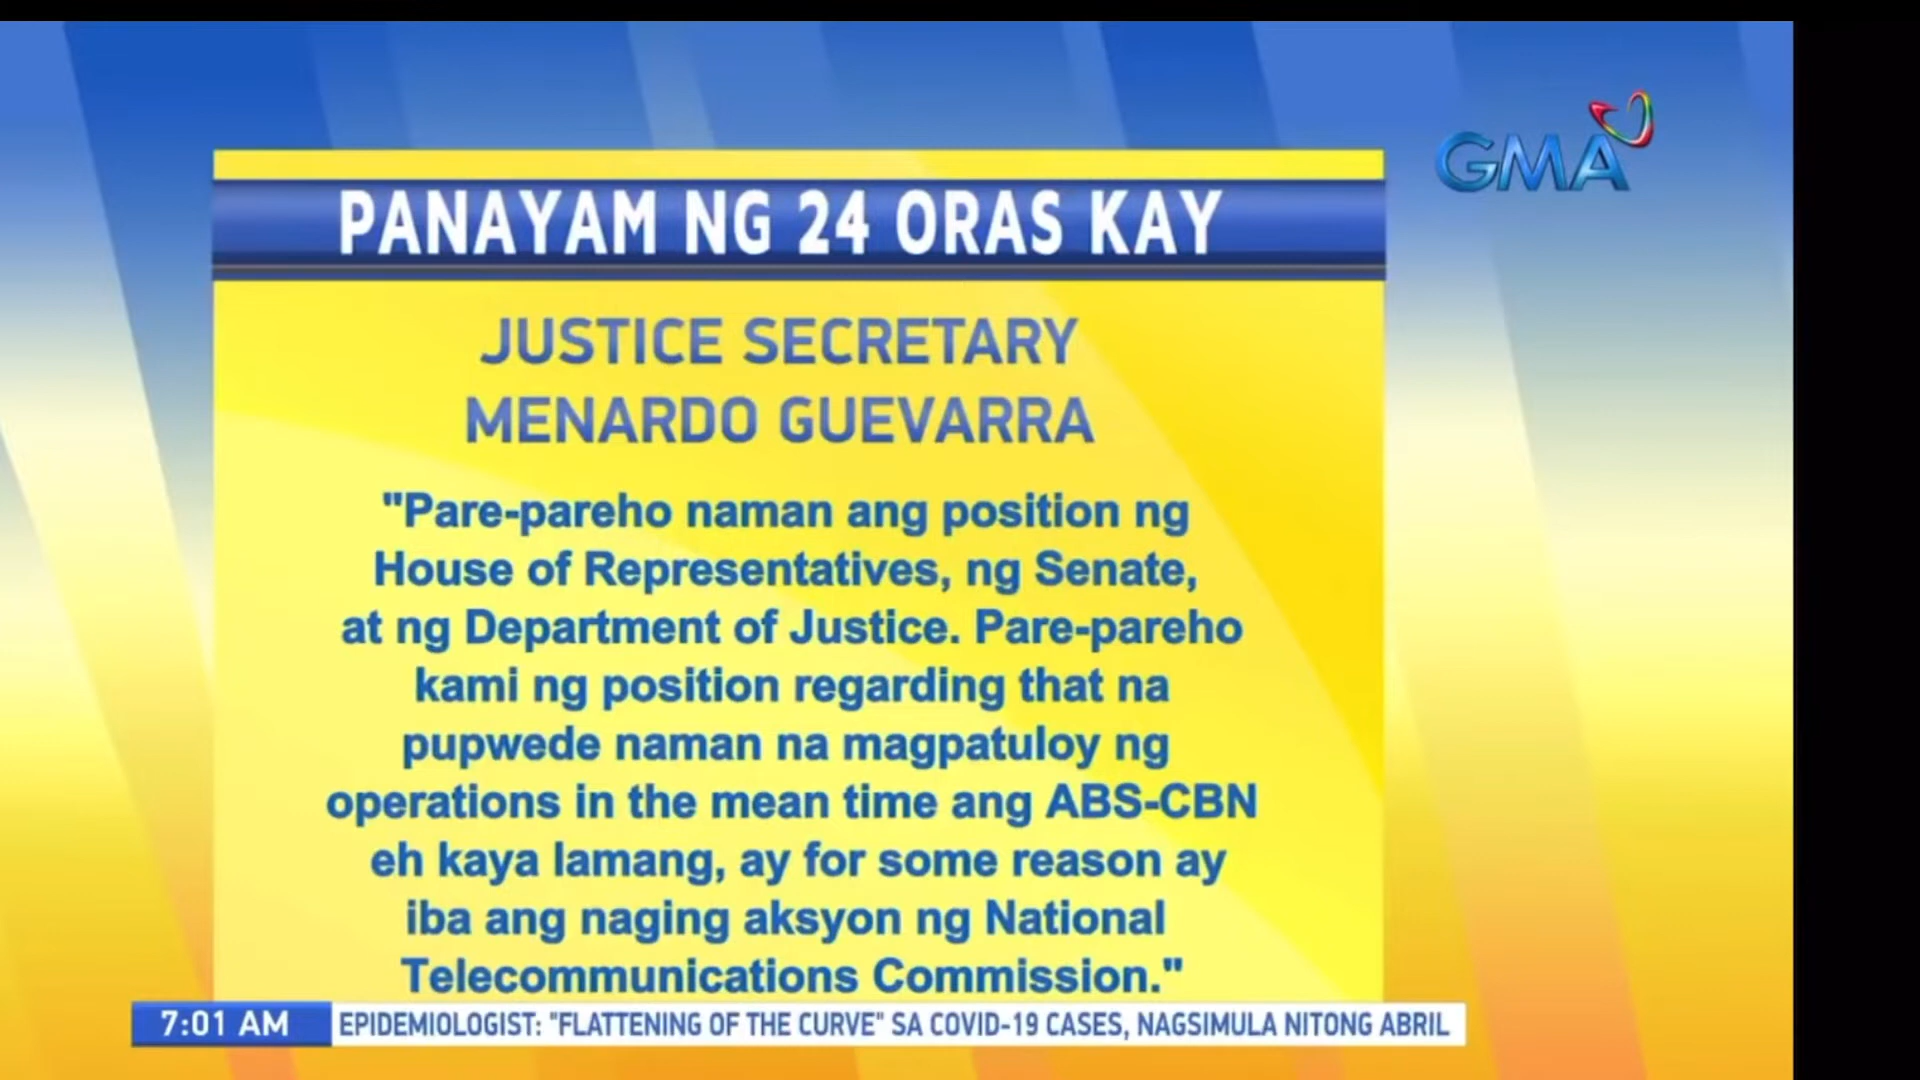 GMA
PANAYAM NG 24 ORAS KAY
JUSTICE SECRETARY
MENARDO GUEVARRA
"Pare-pareho naman ang position ng
House of Representatives, ng Senate,
at ng Department of Justice. Pare-pareho
kami ng position regarding that na
pupwede naman na magpatuloy ng
operations in the mean time ang ABS-CBN
eh kaya lamang, ay for some reason ay
iba ang naging aksyon ng National
Telecommunications Commission."
7:01 AM EPIDEMIOLOGIST: "FLATTENING OF THE CURVE" SA COVID-19 CASES, NAGSIMULA NITONG ABRIL